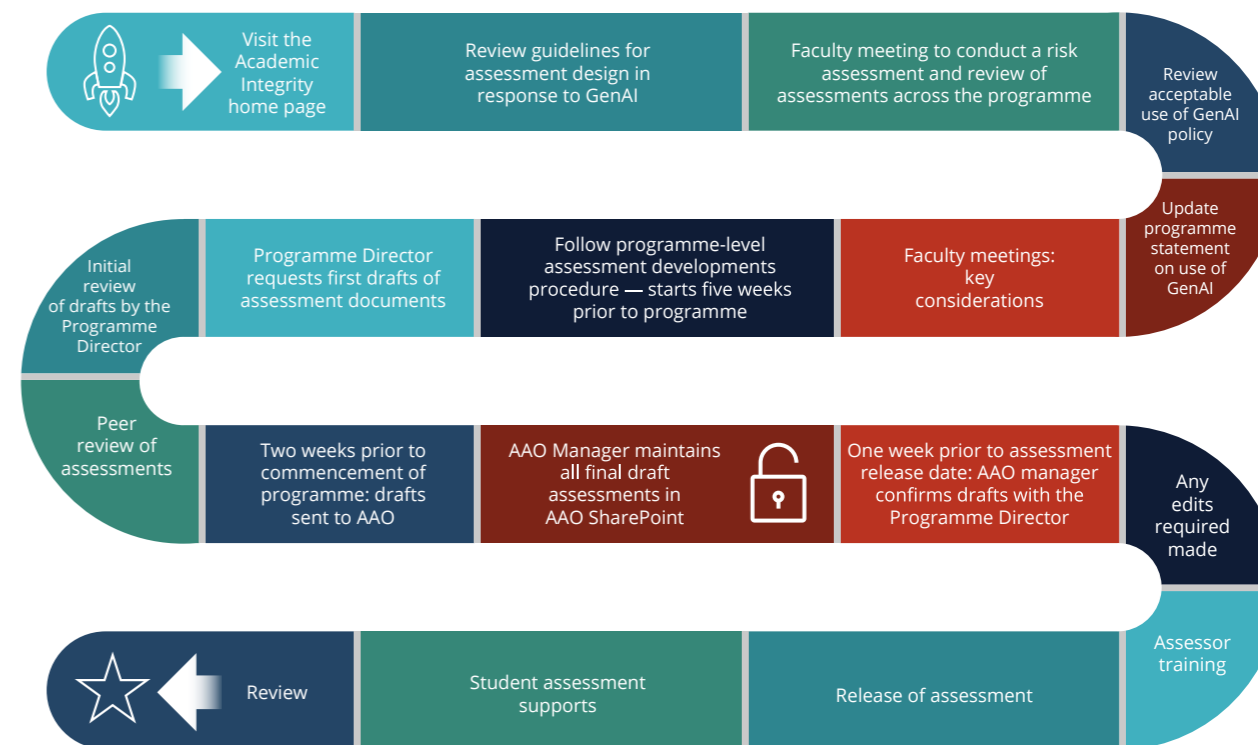 Visit the
Academic
Integrity
home page
Review guidelines for
assessment design in
response to GenAI
Faculty meeting to conduct a risk
assessment and review of
assessments across the programme
Review
acceptable
use of GenAI
policy
Update
programme
statement
on use of
GenAI
Faculty meetings:
key
considerations
Follow programme-level
assessment developments
procedure — starts five weeks
prior to programme
Programme Director
requests first drafts of
assessment documents
Initial
review
of drafts by the
Programme
Director
Peer
review of
assessments
Two weeks prior to
commencement of
programme: drafts
sent to AAO
AAO Manager maintains
all final draft
assessments in
AAO SharePoint
One week prior to assessment
release date: AAO manager
confirms drafts with the
Programme Director
Any
edits
required
made
Assessor
training
Release of assessment
Student assessment
supports
Review